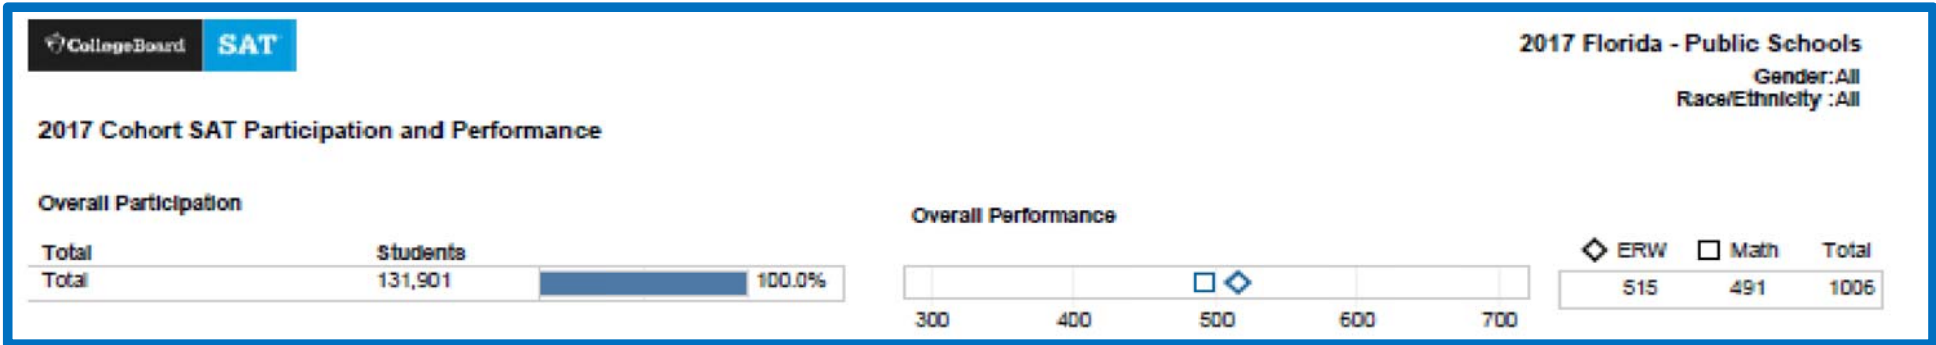 CollegeBoard SAT
2017 Florida - Public Schools
Gender:All
Race/Ethnicity :All
2017 Cohort SAT Participation and Performance
Overall Participation
Total Students
Total 131,901 100.0%
Overall Performance
ERW Math Total
515 491 1006
300 400 500 600 700